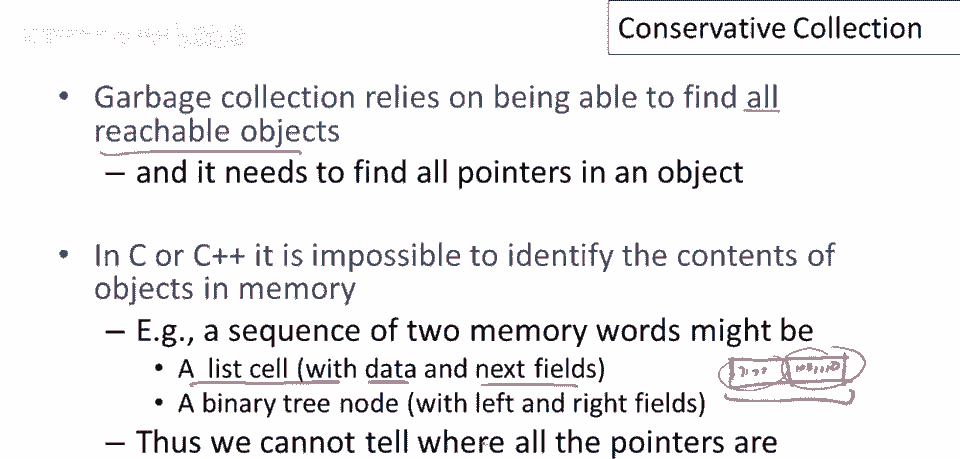 Conservative Collection
• Garbage collection relies on being able to find all
reachable objects
– and it needs to find all pointers in an object
• In C or C++ it is impossible to identify the contents of
objects in memory
– E.g., a sequence of two memory words might be
• A list cell (with data and next fields)
• A binary tree node (with left and right fields)
– Thus we cannot tell where all the pointers are